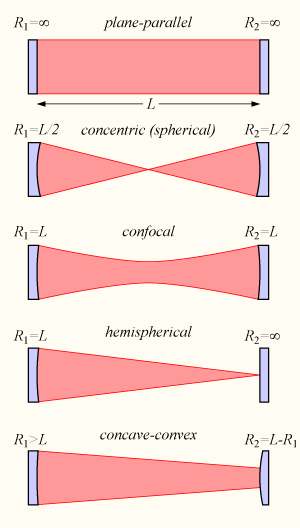 R₁=∞ plane-parallel R₂=∞
L
R₁=L/2 concentric (spherical) R₂=L/2
R₁=L confocal R₂=L
R₁=L hemispherical R₂=∞
R₁>L concave-convex R₂=L-R₁